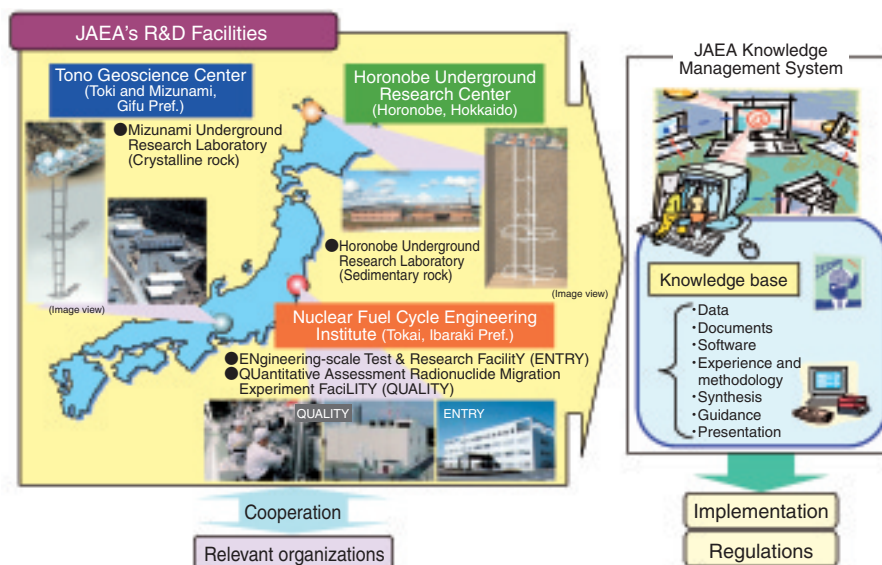 JAEA's R&D Facilities
Tono Geoscience Center
(Toki and Mizunami,
Gifu Pref.)
●Mizunami Underground
Research Laboratory
(Crystalline rock)
(Image view)
Horonobe Underground
Research Center
(Horonobe, Hokkaido)
●Horonobe Underground
Research Laboratory
(Sedimentary rock)
(Image view)
Nuclear Fuel Cycle Engineering
Institute (Tokai, Ibaraki Pref.)
●ENgineering-scale Test & Research FacilitY (ENTRY)
●QUantitative Assessment Radionuclide Migration
Experiment FaciLITY (QUALITY)
QUALITY
ENTRY
Cooperation
Relevant organizations
JAEA Knowledge
Management System
@
Knowledge base
・Data
・Documents
・Software
・Experience and
methodology
・Synthesis
・Guidance
・Presentation
Implementation
Regulations